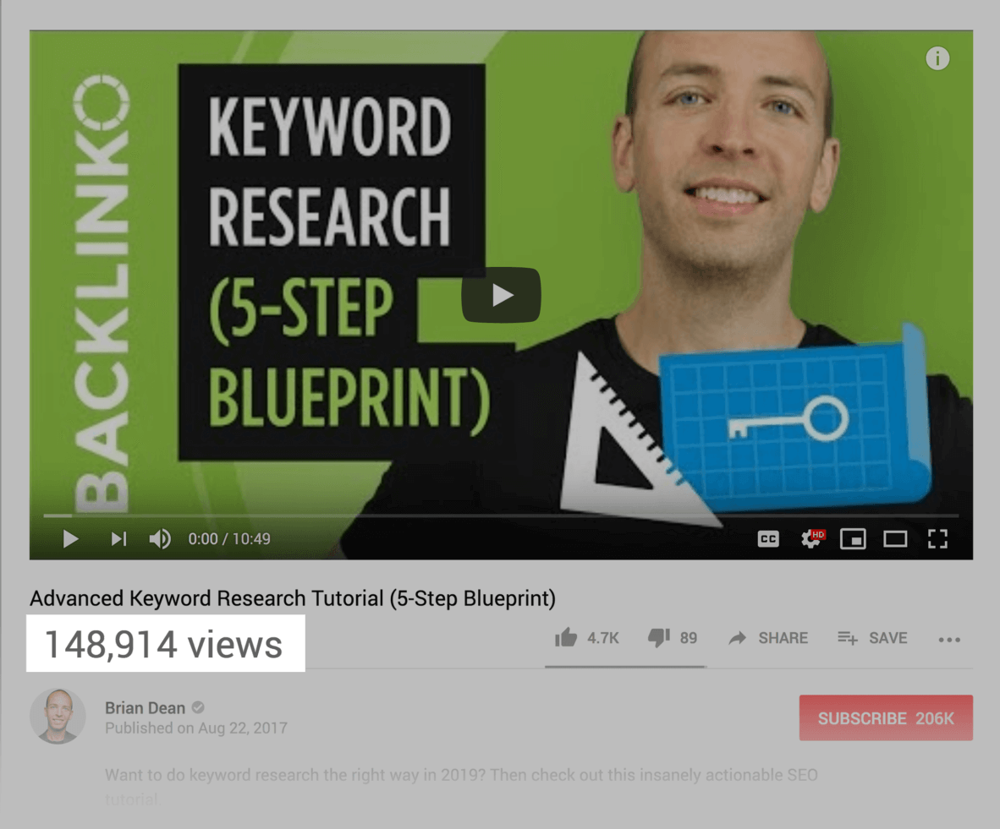 BACKLINKO
KEYWORD
RESEARCH
(5-STEP
BLUEPRINT)
i
0:00 / 10:49
CC
HD
Advanced Keyword Research Tutorial (5-Step Blueprint)
148,914 views
4.7K
89
SHARE
SAVE
Brian Dean
Published on Aug 22, 2017
SUBSCRIBE 206K
Want to do keyword research the right way in 2019? Then check out this insanely actionable SEO
tutorial